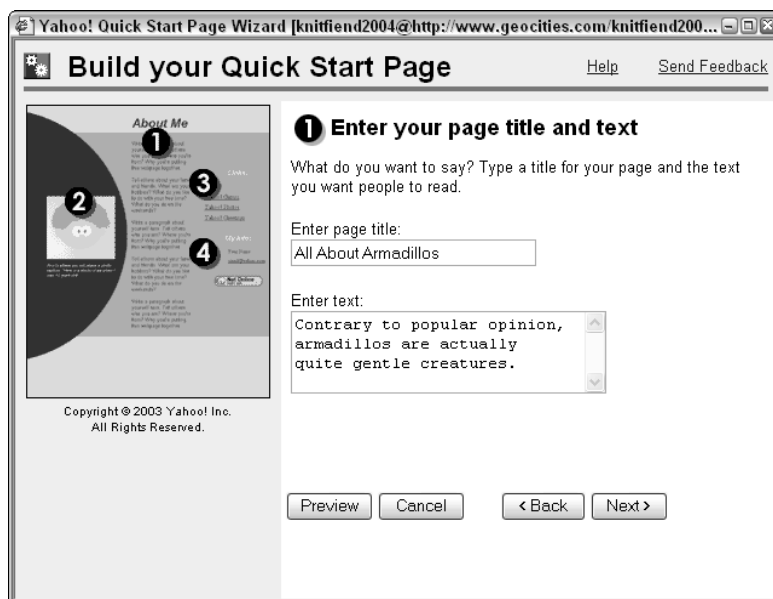 Yahoo! Quick Start Page Wizard [knitfiend2004@http://www.geocities.com/knitfiend200...
Build your Quick Start Page
Help
Send Feedback
About Me
1
2
3
4
Copyright © 2003 Yahoo! Inc.
All Rights Reserved.
1 Enter your page title and text
What do you want to say? Type a title for your page and the text
you want people to read.
Enter page title:
All About Armadillos
Enter text:
Contrary to popular opinion,
armadillos are actually
quite gentle creatures.
Preview
Cancel
< Back
Next >